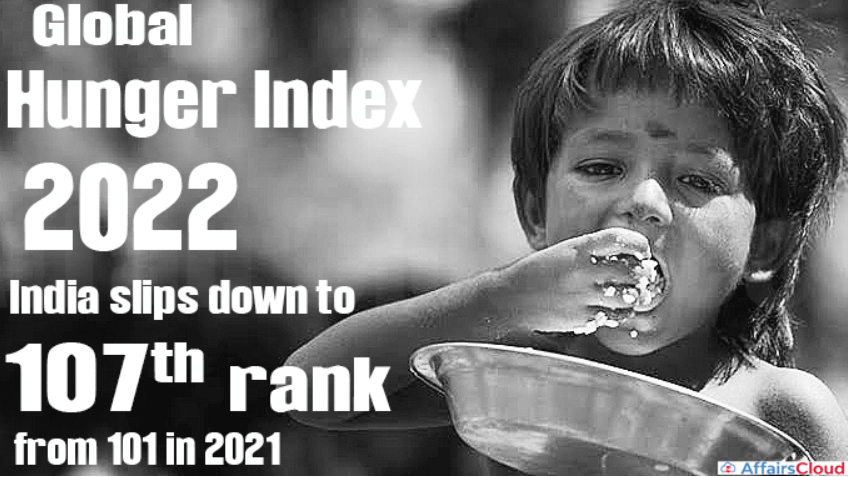 Global
Hunger Index
2022
India slips down to
107th rank
from 101 in 2021
AffairsCloud